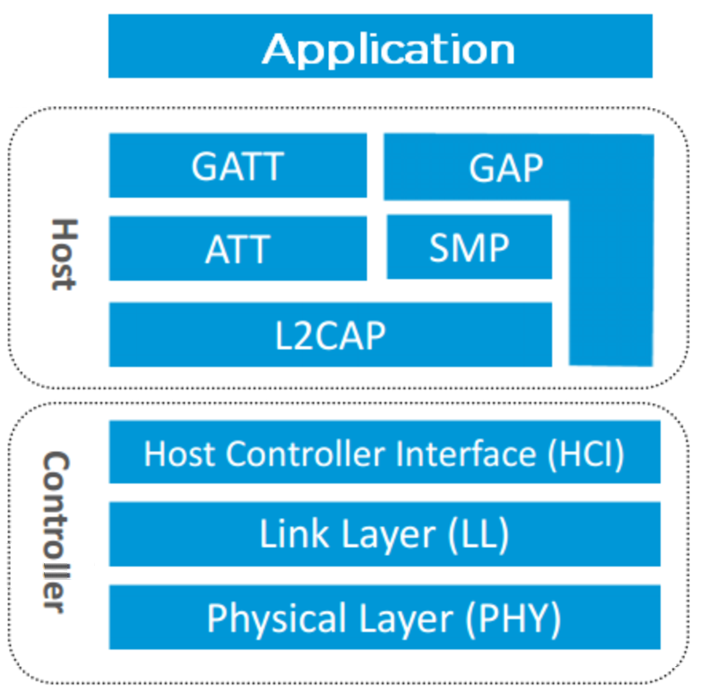 Application
Host
GATT
GAP
ATT
SMP
L2CAP
Controller
Host Controller Interface (HCI)
Link Layer (LL)
Physical Layer (PHY)